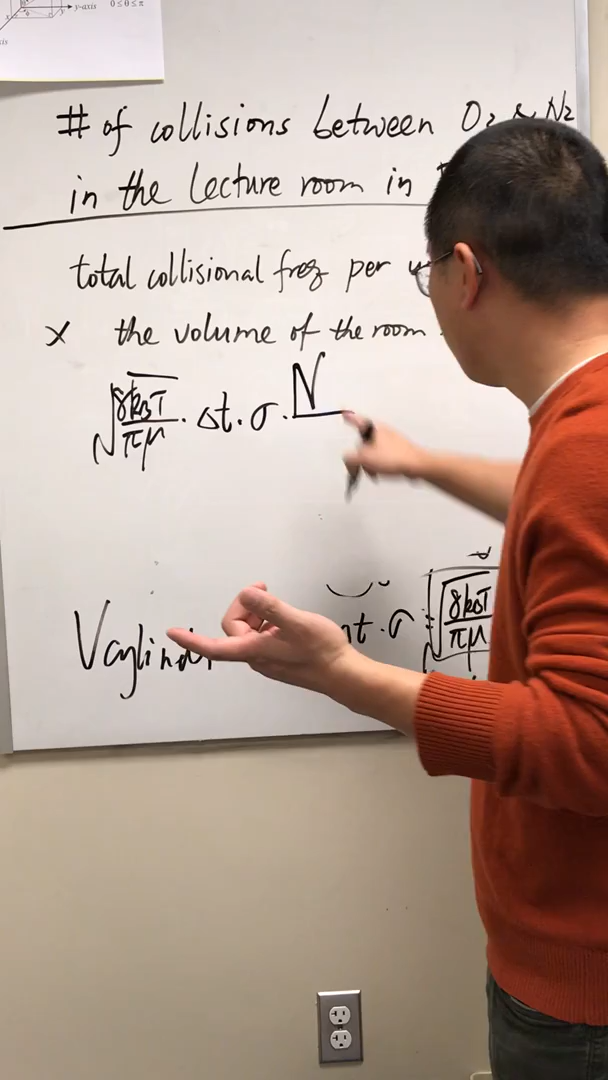 y-axis 0≤θ≤π
# of collisions between O₂ & N₂
in the lecture room in
total collisional freq per
× the volume of the room
√(8k_BT/πμ) · Δt · σ · N
t · σ √(8k_BT/πμ)
Vcylind